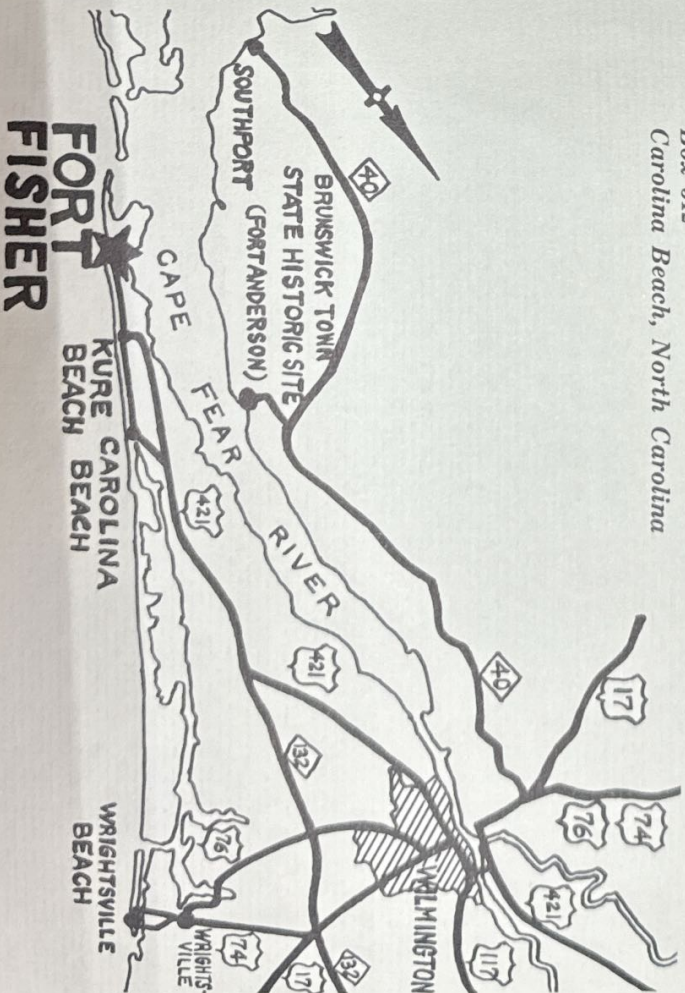 Carolina Beach, North Carolina
40
BRUNSWICK TOWN
STATE HISTORIC SITE
(FORT ANDERSON)
SOUTHPORT
CAPE
FEAR
RIVER
FORT
FISHER
KURE
BEACH
CAROLINA
BEACH
421
421
132
40
17
74
76
421
117
WILMINGTON
76
74
17
132
WRIGHTS-
VILLE
WRIGHTSVILLE
BEACH